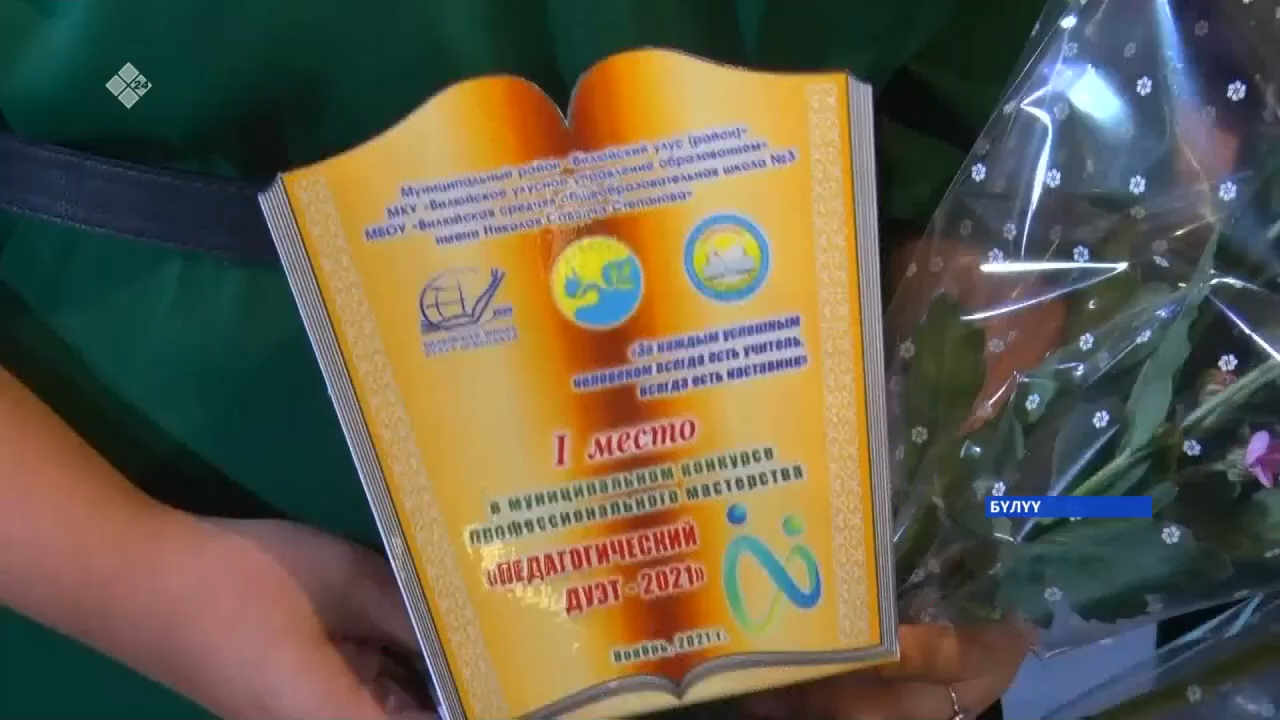 24
Муниципальный район «Вилюйский улус (район)»
МКУ «Вилюйское улусное управление образованием»
МБОУ «Вилюйская средняя общеобразовательная школа №3
имени Николая Саввича Степанова»
«За каждым успешным
человеком всегда есть учитель,
всегда есть наставник»
I место
в муниципальном конкурсе
профессионального мастерства
«ПЕДАГОГИЧЕСКИЙ
ДУЭТ - 2021»
Ноябрь, 2021 г.
БҮЛҮҮ